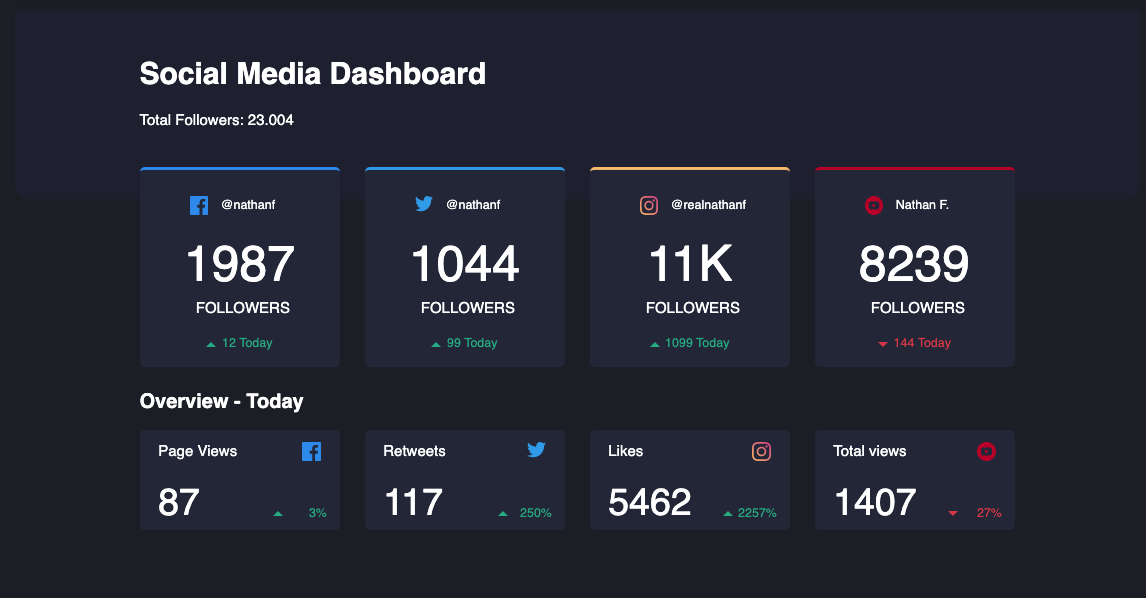 Social Media Dashboard
Total Followers: 23.004
@nathanf
1987
FOLLOWERS
12 Today
@nathanf
1044
FOLLOWERS
99 Today
@realnathanf
11K
FOLLOWERS
1099 Today
Nathan F.
8239
FOLLOWERS
144 Today
Overview - Today
Page Views
87
3%
Retweets
117
250%
Likes
5462
2257%
Total views
1407
27%